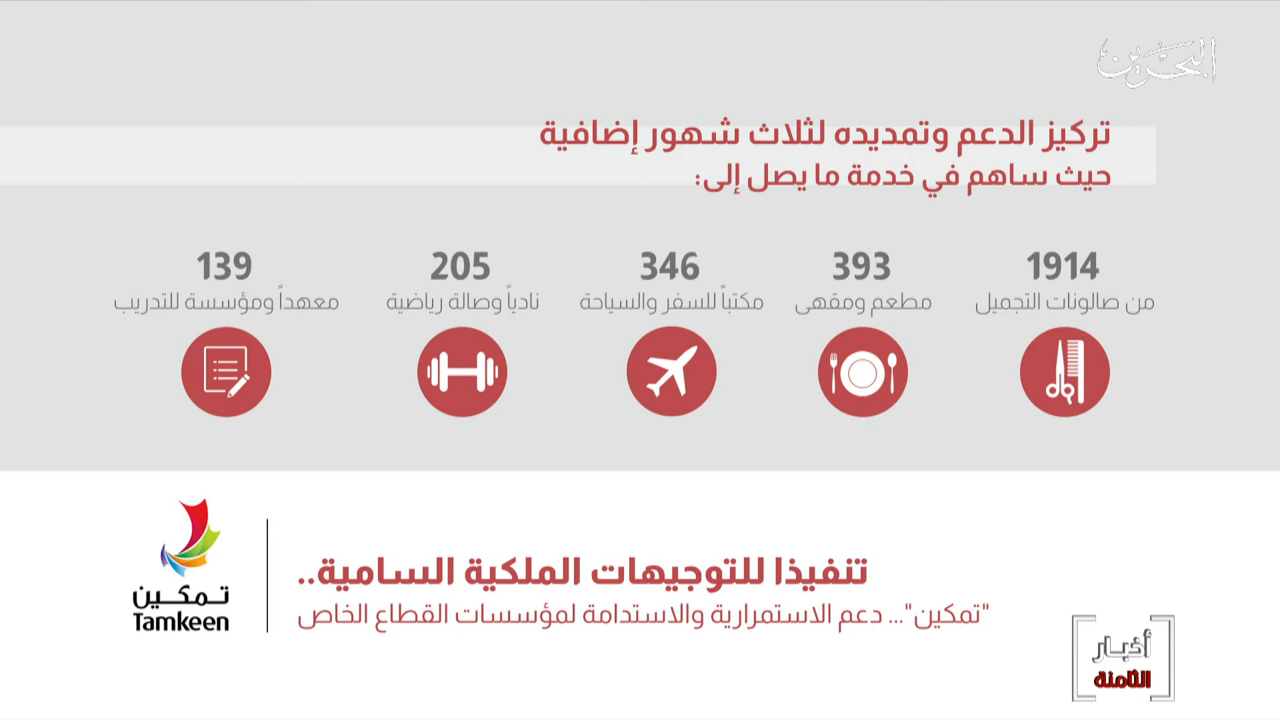 البحرين
تركيز الدعم وتمديده لثلاث شهور إضافية
حيث ساهم في خدمة ما يصل إلى:
1914
من صالونات التجميل
393
مطعم ومقهى
346
مكتباً للسفر والسياحة
205
نادياً وصالة رياضية
139
معهداً ومؤسسة للتدريب
تنفيذا للتوجيهات الملكية السامية..
"تمكين"... دعم الاستمرارية والاستدامة لمؤسسات القطاع الخاص
تمكين
Tamkeen
أخبار
الثامنة